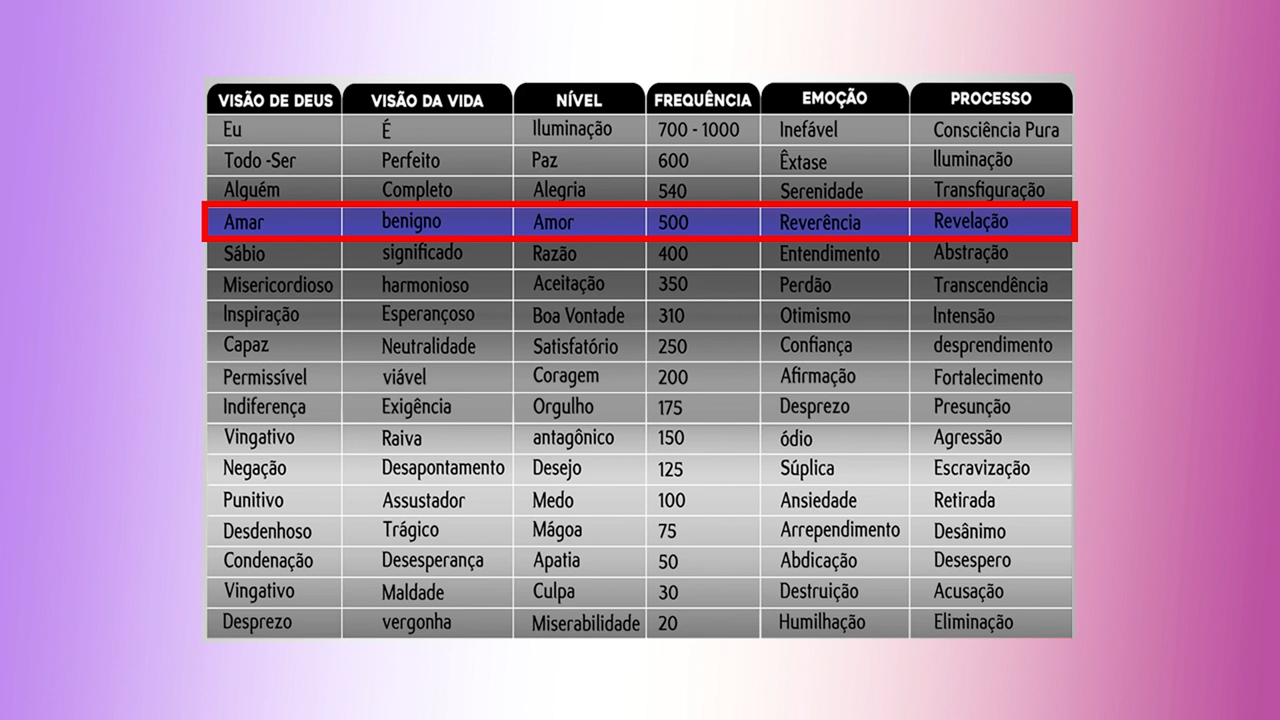 VISÃO DE DEUS VISÃO DA VIDA NÍVEL FREQUÊNCIA EMOÇÃO PROCESSO
Eu É Iluminação 700 - 1000 Inefável Consciência Pura
Todo -Ser Perfeito Paz 600 Êxtase Iluminação
Alguém Completo Alegria 540 Serenidade Transfiguração
Amar benigno Amor 500 Reverência Revelação
Sábio significado Razão 400 Entendimento Abstração
Misericordioso harmonioso Aceitação 350 Perdão Transcendência
Inspiração Esperançoso Boa Vontade 310 Otimismo Intensão
Capaz Neutralidade Satisfatório 250 Confiança desprendimento
Permissível viável Coragem 200 Afirmação Fortalecimento
Indiferença Exigência Orgulho 175 Desprezo Presunção
Vingativo Raiva antagônico 150 ódio Agressão
Negação Desapontamento Desejo 125 Súplica Escravização
Punitivo Assustador Medo 100 Ansiedade Retirada
Desdenhoso Trágico Mágoa 75 Arrependimento Desânimo
Condenação Desesperança Apatia 50 Abdicação Desespero
Vingativo Maldade Culpa 30 Destruição Acusação
Desprezo vergonha Miserabilidade 20 Humilhação Eliminação